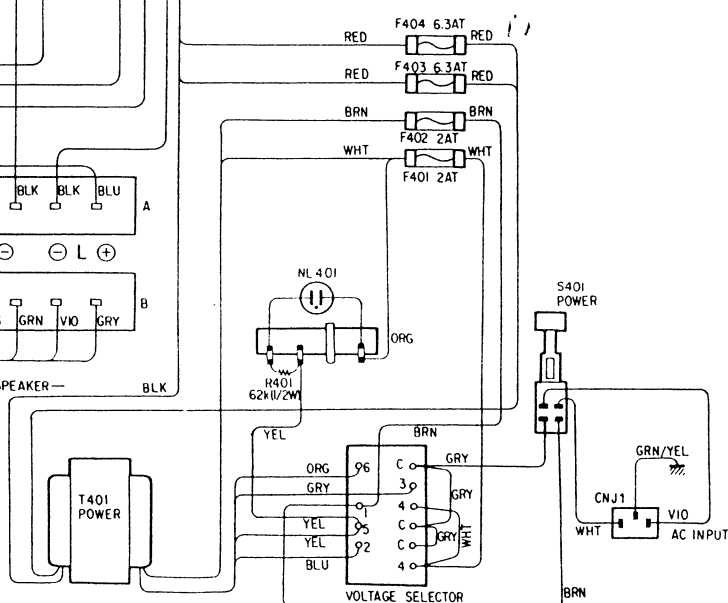 F404 6.3AT
RED RED
F403 6.3AT
RED RED
BRN BRN
F402 2AT
WHT WHT
F401 2AT
BLK BLK BLU
A
− − L +
B
GRN VIO GRY
NL401
S401
POWER
ORG
R401
62k(1/2W)
SPEAKER—
BLK
YEL
BRN
GRY
ORG 6 C
GRY 3
GRY
1 4
YEL 5 C
GRY WHT
YEL 2 C
BLU 4
T401
POWER
GRN/YEL
CNJ1
VIO
WHT AC INPUT
BRN
VOLTAGE SELECTOR